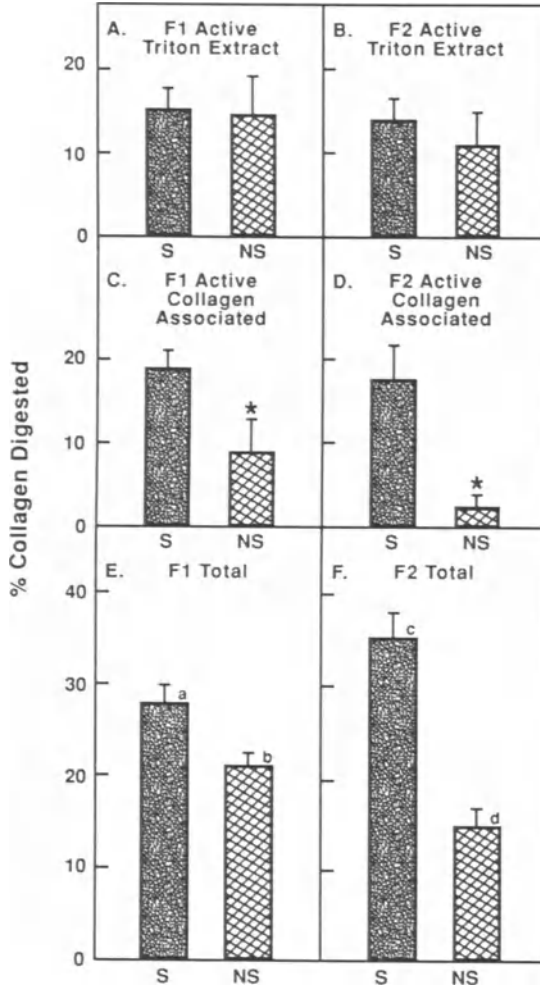 A. F1 Active
Triton Extract
B. F2 Active
Triton Extract
20
10
0
S NS
S NS
C. F1 Active
Collagen
Associated
D. F2 Active
Collagen
Associated
20
10
0
*
*
S NS
S NS
% Collagen Digested
E. F1 Total
F. F2 Total
40
30
20
10
0
a
b
c
d
S NS
S NS